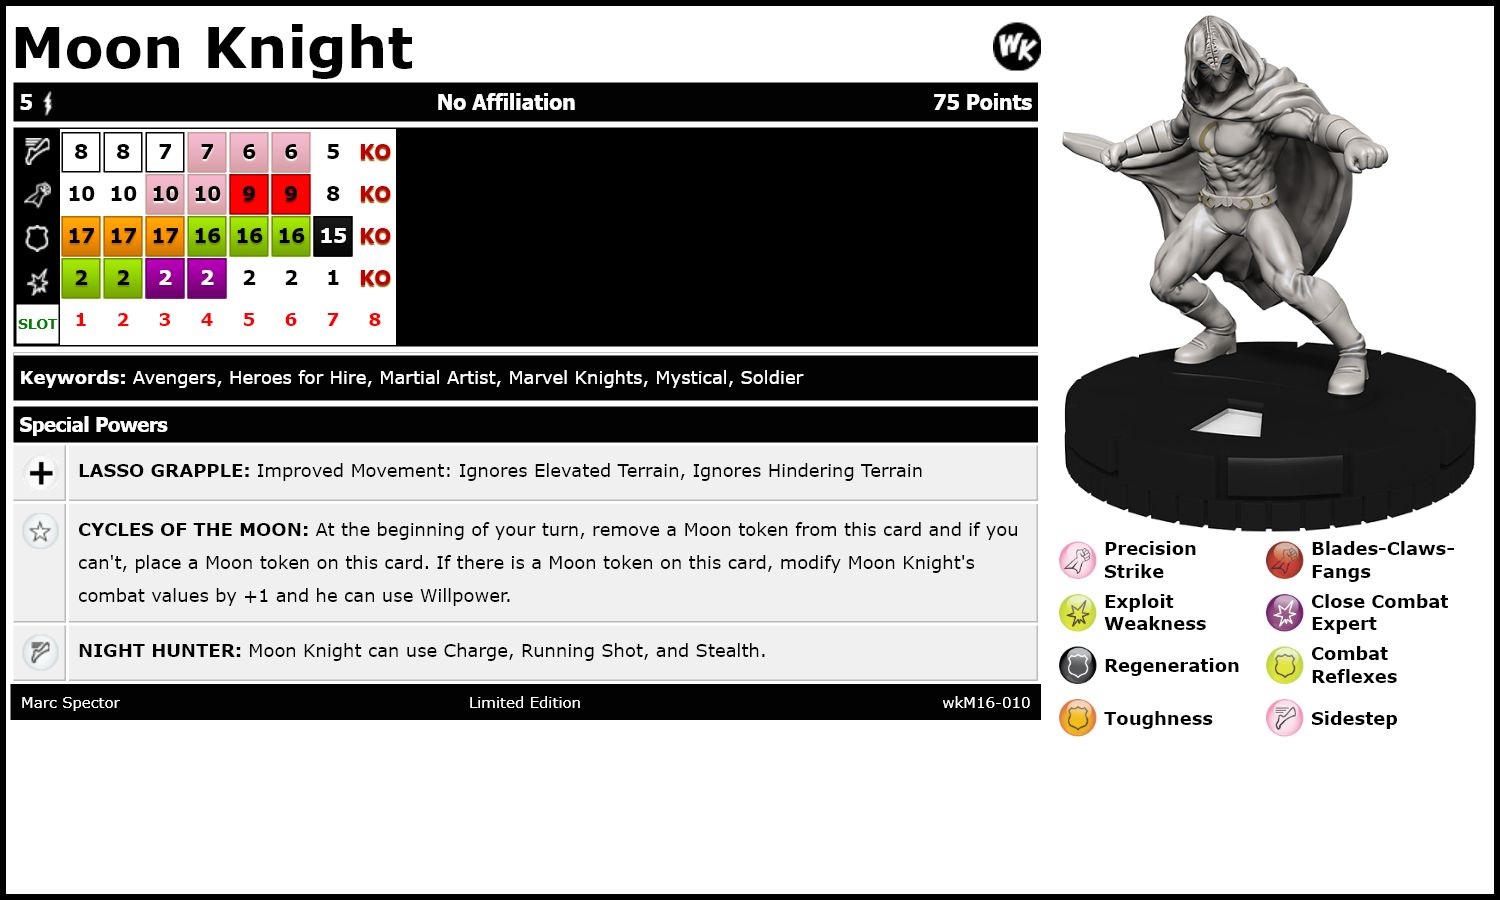 Moon Knight
WK
5 No Affiliation 75 Points
8 8 7 7 6 6 5 KO
10 10 10 10 9 9 8 KO
17 17 17 16 16 16 15 KO
2 2 2 2 2 2 1 KO
SLOT 1 2 3 4 5 6 7 8
Keywords: Avengers, Heroes for Hire, Martial Artist, Marvel Knights, Mystical, Soldier
Special Powers
LASSO GRAPPLE: Improved Movement: Ignores Elevated Terrain, Ignores Hindering Terrain
CYCLES OF THE MOON: At the beginning of your turn, remove a Moon token from this card and if you
can't, place a Moon token on this card. If there is a Moon token on this card, modify Moon Knight's
combat values by +1 and he can use Willpower.
NIGHT HUNTER: Moon Knight can use Charge, Running Shot, and Stealth.
Marc Spector Limited Edition wkM16-010
Precision
Strike
Blades-Claws-
Fangs
Exploit
Weakness
Close Combat
Expert
Regeneration
Combat
Reflexes
Toughness
Sidestep